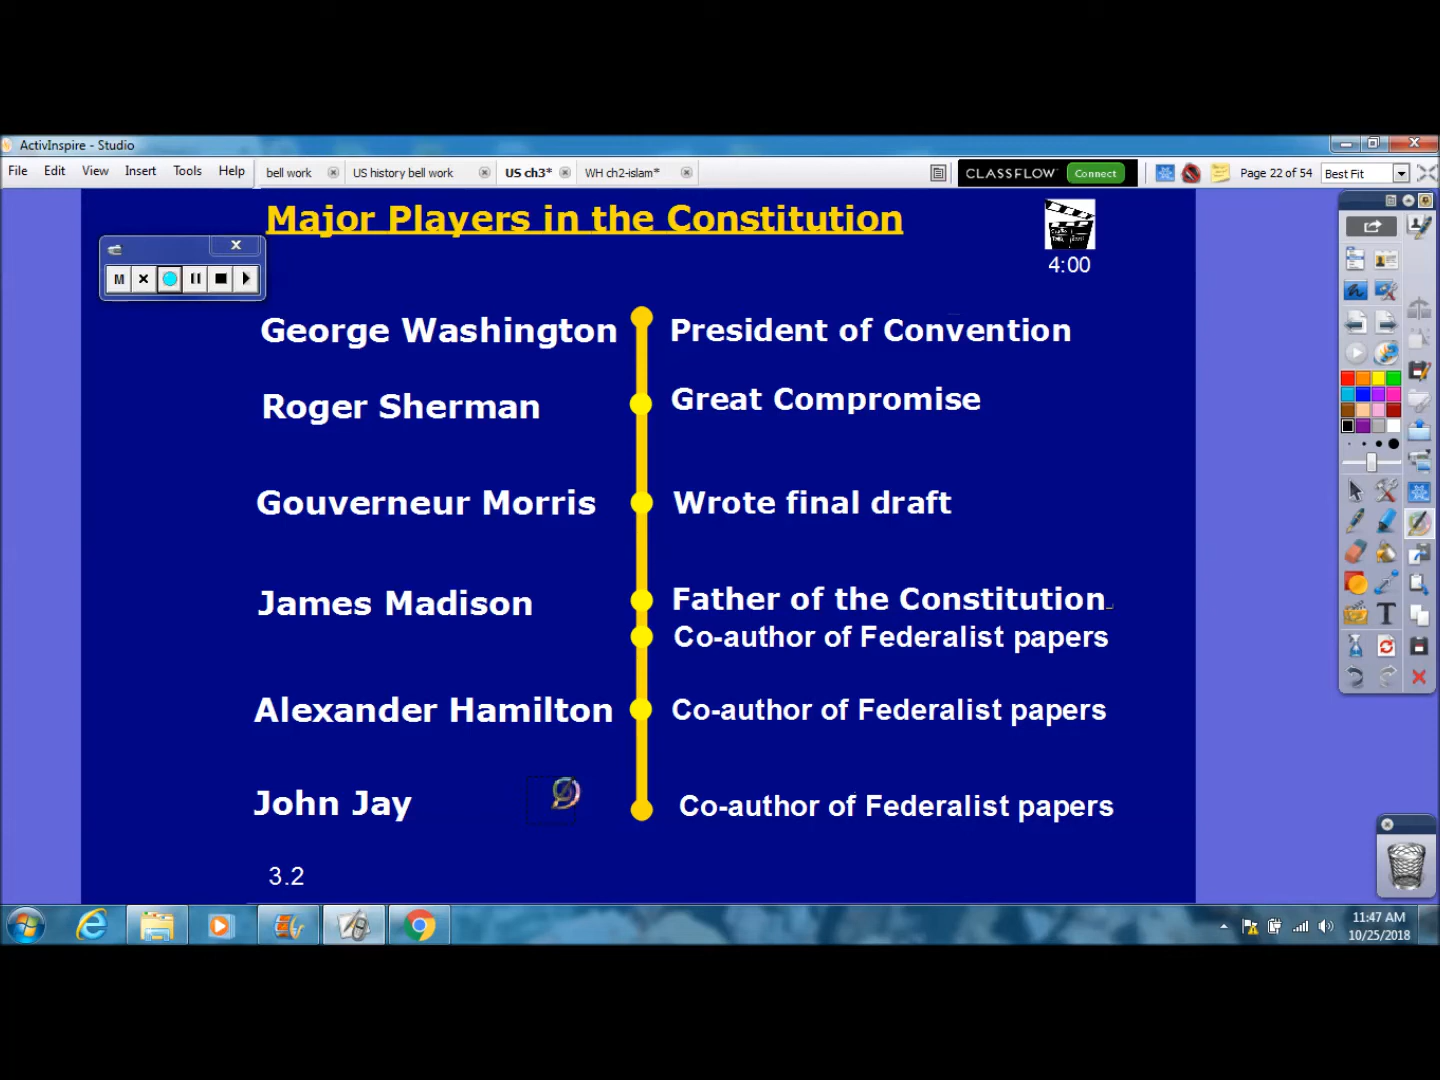 ActivInspire - Studio
File Edit View Insert Tools Help bell work US history bell work US ch3* WH ch2-islam* CLASSFLOW Connect Page 22 of 54 Best Fit
Major Players in the Constitution
4:00
M
George Washington President of Convention
Roger Sherman Great Compromise
Gouverneur Morris Wrote final draft
James Madison Father of the Constitution
Co-author of Federalist papers
Alexander Hamilton Co-author of Federalist papers
John Jay Co-author of Federalist papers
3.2
11:47 AM
10/25/2018